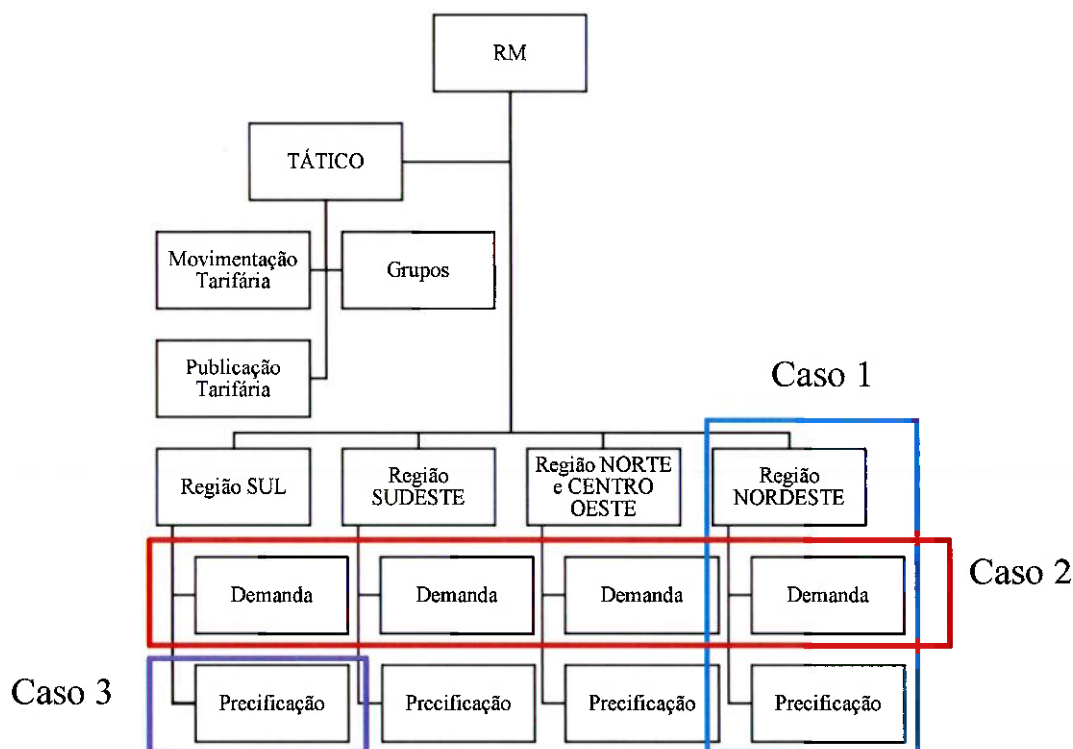 RM
TÁTICO
Movimentação
Tarifária
Grupos
Publicação
Tarifária
Caso 1
Região SUL
Região
SUDESTE
Região NORTE
e CENTRO
OESTE
Região
NORDESTE
Demanda
Demanda
Demanda
Demanda
Caso 2
Caso 3
Precificação
Precificação
Precificação
Precificação